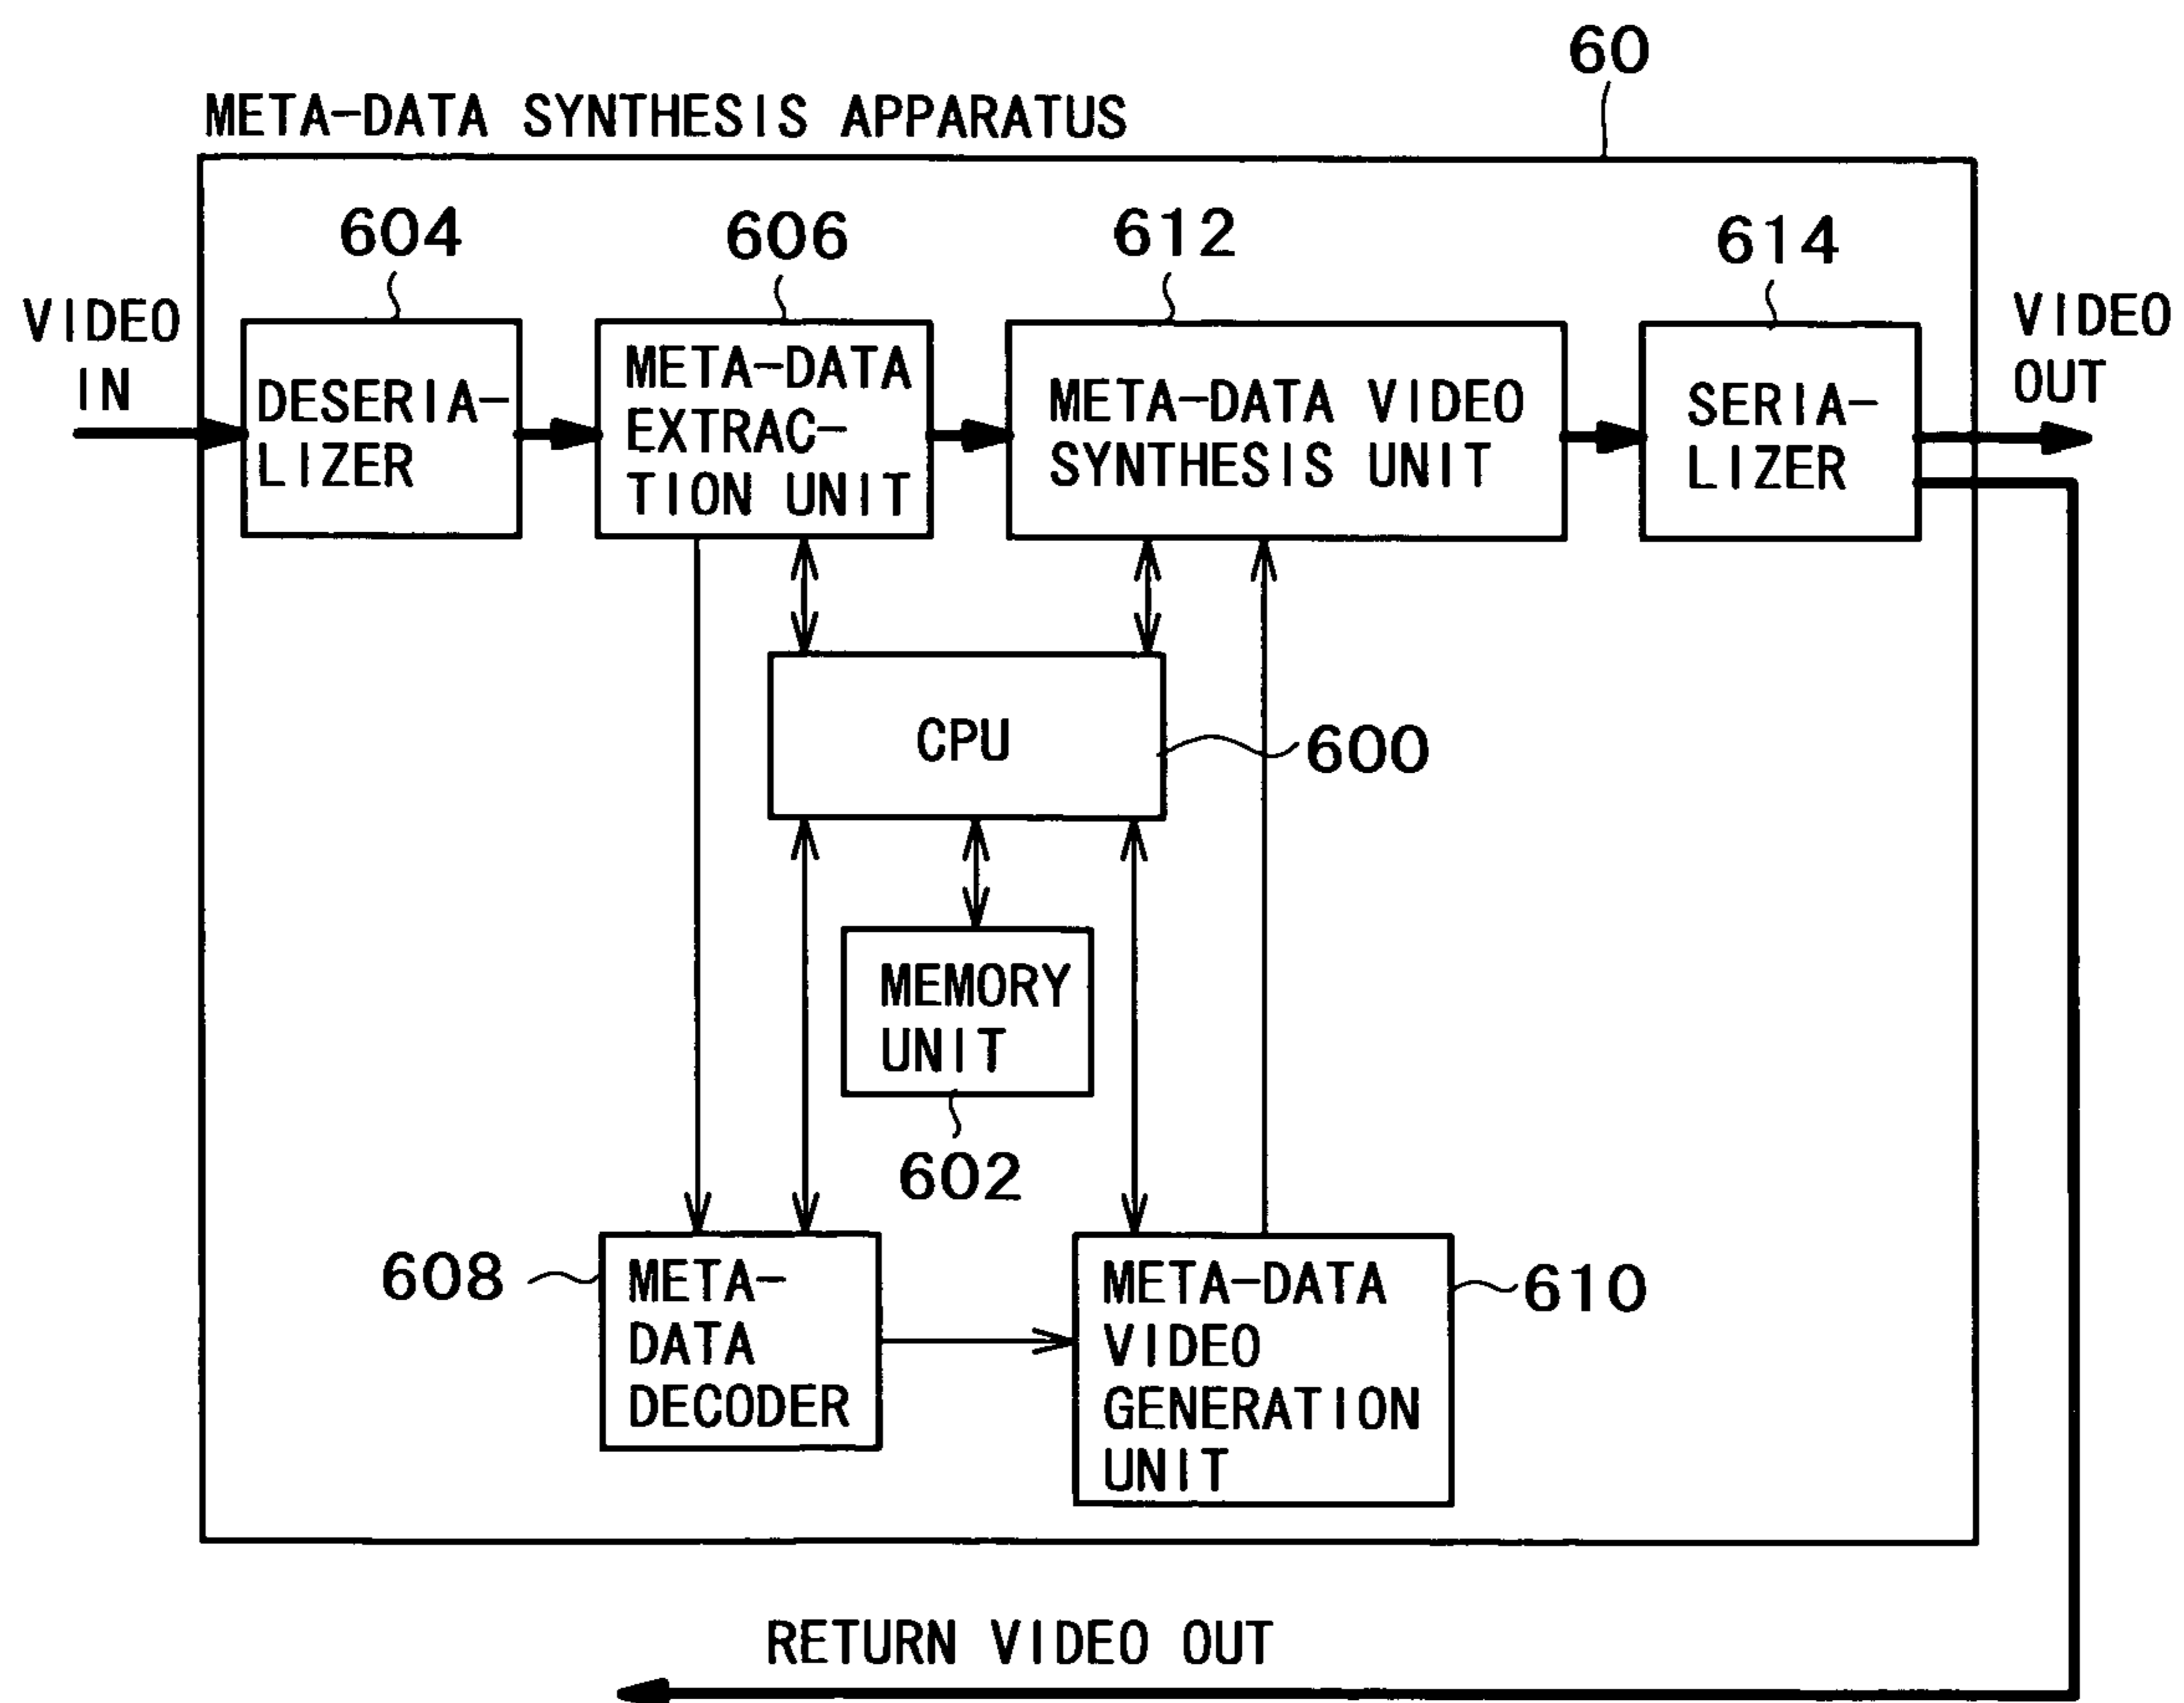 60
META-DATA SYNTHESIS APPARATUS
604
606
612
614
VIDEO
IN
DESERIA-
LIZER
META-DATA
EXTRAC-
TION UNIT
META-DATA VIDEO
SYNTHESIS UNIT
SERIA-
LIZER
VIDEO
OUT
CPU
600
MEMORY
UNIT
602
608
META-
DATA
DECODER
META-DATA
VIDEO
GENERATION
UNIT
610
RETURN VIDEO OUT